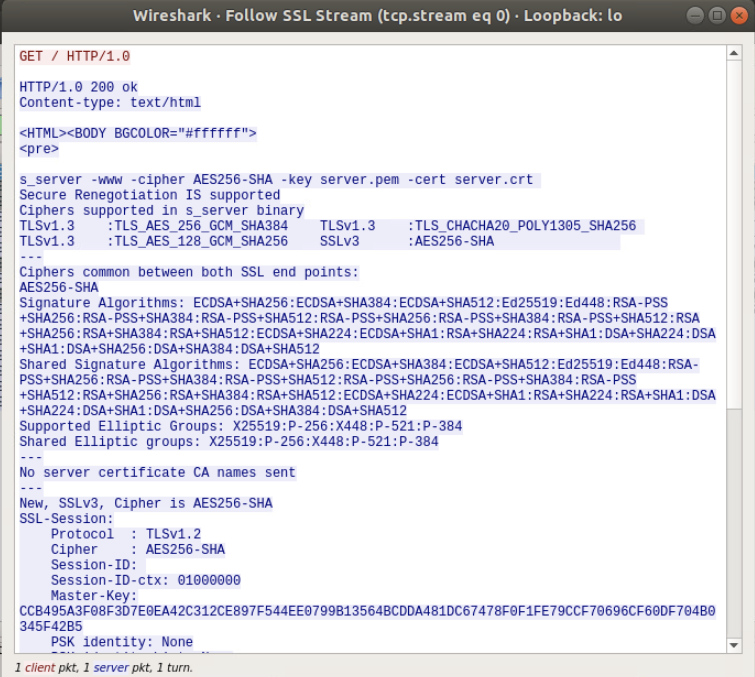 Wireshark · Follow SSL Stream (tcp.stream eq 0) · Loopback: lo
GET / HTTP/1.0
HTTP/1.0 200 ok
Content-type: text/html
<HTML><BODY BGCOLOR="#ffffff">
<pre>
s_server -www -cipher AES256-SHA -key server.pem -cert server.crt
Secure Renegotiation IS supported
Ciphers supported in s_server binary
TLSv1.3    :TLS_AES_256_GCM_SHA384    TLSv1.3    :TLS_CHACHA20_POLY1305_SHA256
TLSv1.3    :TLS_AES_128_GCM_SHA256    SSLv3      :AES256-SHA
---
Ciphers common between both SSL end points:
AES256-SHA
Signature Algorithms: ECDSA+SHA256:ECDSA+SHA384:ECDSA+SHA512:Ed25519:Ed448:RSA-PSS
+SHA256:RSA-PSS+SHA384:RSA-PSS+SHA512:RSA-PSS+SHA256:RSA-PSS+SHA384:RSA-PSS+SHA512:RSA
+SHA256:RSA+SHA384:RSA+SHA512:ECDSA+SHA224:ECDSA+SHA1:RSA+SHA224:RSA+SHA1:DSA+SHA224:DSA
+SHA1:DSA+SHA256:DSA+SHA384:DSA+SHA512
Shared Signature Algorithms: ECDSA+SHA256:ECDSA+SHA384:ECDSA+SHA512:Ed25519:Ed448:RSA-
PSS+SHA256:RSA-PSS+SHA384:RSA-PSS+SHA512:RSA-PSS+SHA256:RSA-PSS+SHA384:RSA-PSS
+SHA512:RSA+SHA256:RSA+SHA384:RSA+SHA512:ECDSA+SHA224:ECDSA+SHA1:RSA+SHA224:RSA+SHA1:DSA
+SHA224:DSA+SHA1:DSA+SHA256:DSA+SHA384:DSA+SHA512
Supported Elliptic Groups: X25519:P-256:X448:P-521:P-384
Shared Elliptic groups: X25519:P-256:X448:P-521:P-384
---
No server certificate CA names sent
---
New, SSLv3, Cipher is AES256-SHA
SSL-Session:
    Protocol  : TLSv1.2
    Cipher    : AES256-SHA
    Session-ID:
    Session-ID-ctx: 01000000
    Master-Key:
CCB495A3F08F3D7E0EA42C312CE897F544EE0799B13564BCDDA481DC67478F0F1FE79CCF70696CF60DF704B0
345F42B5
    PSK identity: None
1 client pkt, 1 server pkt, 1 turn.